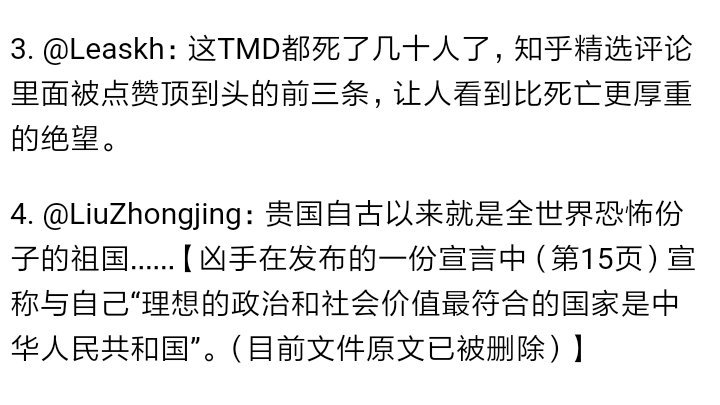 3. @Leaskh：这TMD都死了几十人了，知乎精选评论
里面被点赞顶到头的前三条，让人看到比死亡更厚重
的绝望。
4. @LiuZhongjing：贵国自古以来就是全世界恐怖份
子的祖国......【凶手在发布的一份宣言中（第15页）宣
称与自己“理想的政治和社会价值最符合的国家是中
华人民共和国”。（目前文件原文已被删除）】